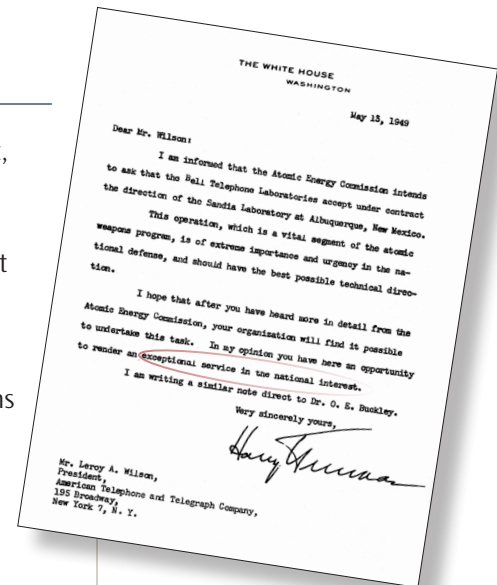 THE WHITE HOUSE
WASHINGTON
May 13, 1949
Dear Mr. Wilson:
I am informed that the Atomic Energy Commission intends
to ask that the Bell Telephone Laboratories accept under contract
the direction of the Sandia Laboratory at Albuquerque, New Mexico.
This operation, which is a vital segment of the atomic
weapons program, is of extreme importance and urgency in the na-
tional defense, and should have the best possible technical direc-
tion.
I hope that after you have heard more in detail from the
Atomic Energy Commission, your organization will find it possible
to undertake this task. In my opinion you have here an opportunity
to render an exceptional service in the national interest.
I am writing a similar note direct to Dr. O. E. Buckley.
Very sincerely yours,
Harry Truman
Mr. Leroy A. Wilson,
President,
American Telephone and Telegraph Company,
195 Broadway,
New York 7, N. Y.